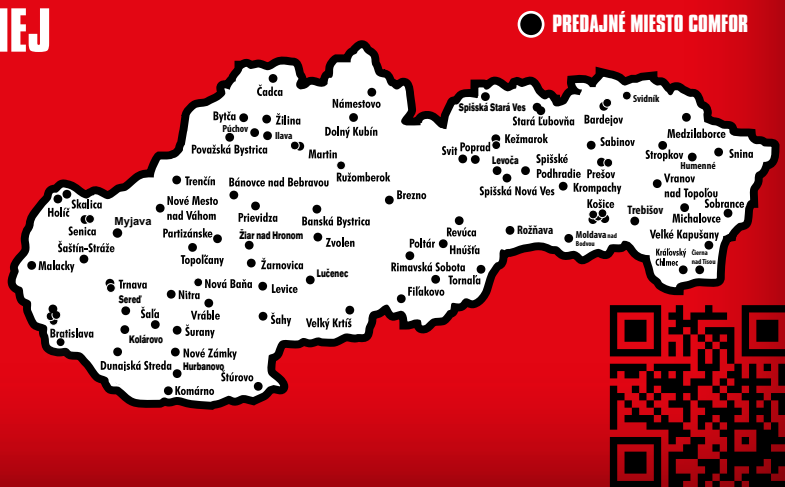 IEJ
PREDAJNÉ MIESTO COMFOR
Čadca
Námestovo
Bytča
Žilina
Púchov
Ilava
Dolný Kubín
Považská Bystrica
Martin
Ružomberok
Spišská Stará Ves
Stará Ľubovňa
Bardejov
Svidník
Medzilaborce
Kežmarok
Sabinov
Svit
Poprad
Levoča
Spišské
Podhradie
Prešov
Stropkov
Humenné
Snina
Spišská Nová Ves
Krompachy
Vranov
nad Topoľou
Košice
Trebišov
Michalovce
Sobrance
Veľké Kapušany
Trenčín
Bánovce nad Bebravou
Brezno
Skalica
Holíč
Senica
Myjava
Nové Mesto
nad Váhom
Prievidza
Banská Bystrica
Partizánske
Žiar nad Hronom
Zvolen
Šaštín-Stráže
Malacky
Topoľčany
Žarnovica
Lučenec
Poltár
Revúca
Hnúšťa
Rožňava
Moldava nad
Bodvou
Kráľovský
Chlmec
Čierna
nad Tisou
Rimavská Sobota
Tornaľa
Fiľakovo
Trnava
Sereď
Nová Baňa
Nitra
Levice
Vráble
Šaľa
Bratislava
Kolárovo
Šurany
Šahy
Veľký Krtíš
Dunajská Streda
Nové Zámky
Hurbanovo
Štúrovo
Komárno